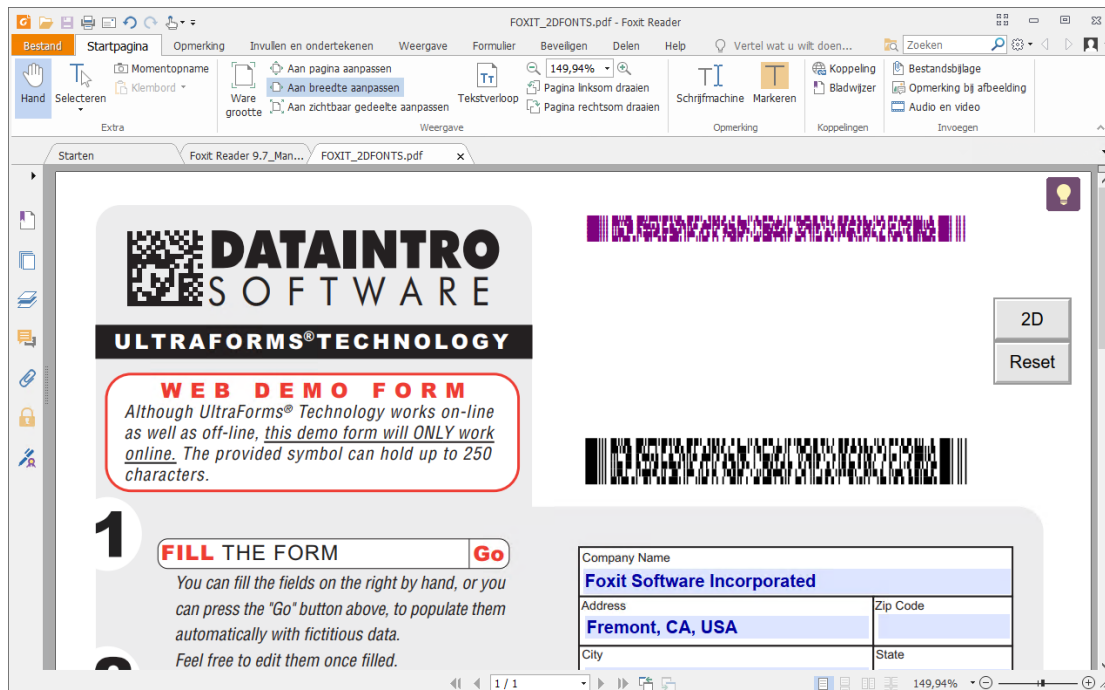 FOXIT_2DFONTS.pdf - Foxit Reader
Bestand Startpagina Opmerking Invullen en ondertekenen Weergave Formulier Beveiligen Delen Help Vertel wat u wilt doen... Zoeken
Hand
Selecteren
Momentopname
Klembord
Extra
Ware
grootte
Aan pagina aanpassen
Aan breedte aanpassen
Aan zichtbaar gedeelte aanpassen
Tekstverloop
149,94%
Pagina linksom draaien
Pagina rechtsom draaien
Weergave
Schrijfmachine
Markeren
Opmerking
Koppeling
Bladwijzer
Koppelingen
Bestandsbijlage
Opmerking bij afbeelding
Audio en video
Invoegen
Starten Foxit Reader 9.7_Man... FOXIT_2DFONTS.pdf
DATAINTRO
SOFTWARE
ULTRAFORMS®TECHNOLOGY
WEB DEMO FORM
Although UltraForms® Technology works on-line
as well as off-line, this demo form will ONLY work
online. The provided symbol can hold up to 250
characters.
2D
Reset
1
FILL THE FORM Go
You can fill the fields on the right by hand, or you
can press the "Go" button above, to populate them
automatically with fictitious data.
Feel free to edit them once filled.
Company Name
Foxit Software Incorporated
Address Zip Code
Fremont, CA, USA
City State
1 / 1
149,94%